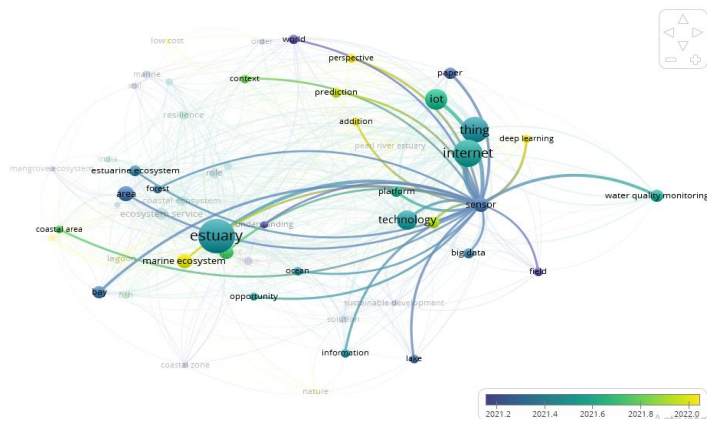 low cost
order
world
perspective
marine
soil
context
paper
prediction
iot
resilience
addition
thing
deep learning
pearl river estuary
internet
india
mangrove ecosystem
estuarine ecosystem
role
forest
area
platform
water quality monitoring
coastal ecosystem
sensor
ecosystem service
technology
understanding
coastal area
estuary
lagoon
marine ecosystem
big data
ocean
field
bay
fish
opportunity
sustainable development
solution
information
lake
coastal zone
nature
2021.2 2021.4 2021.6 2021.8 2022.0